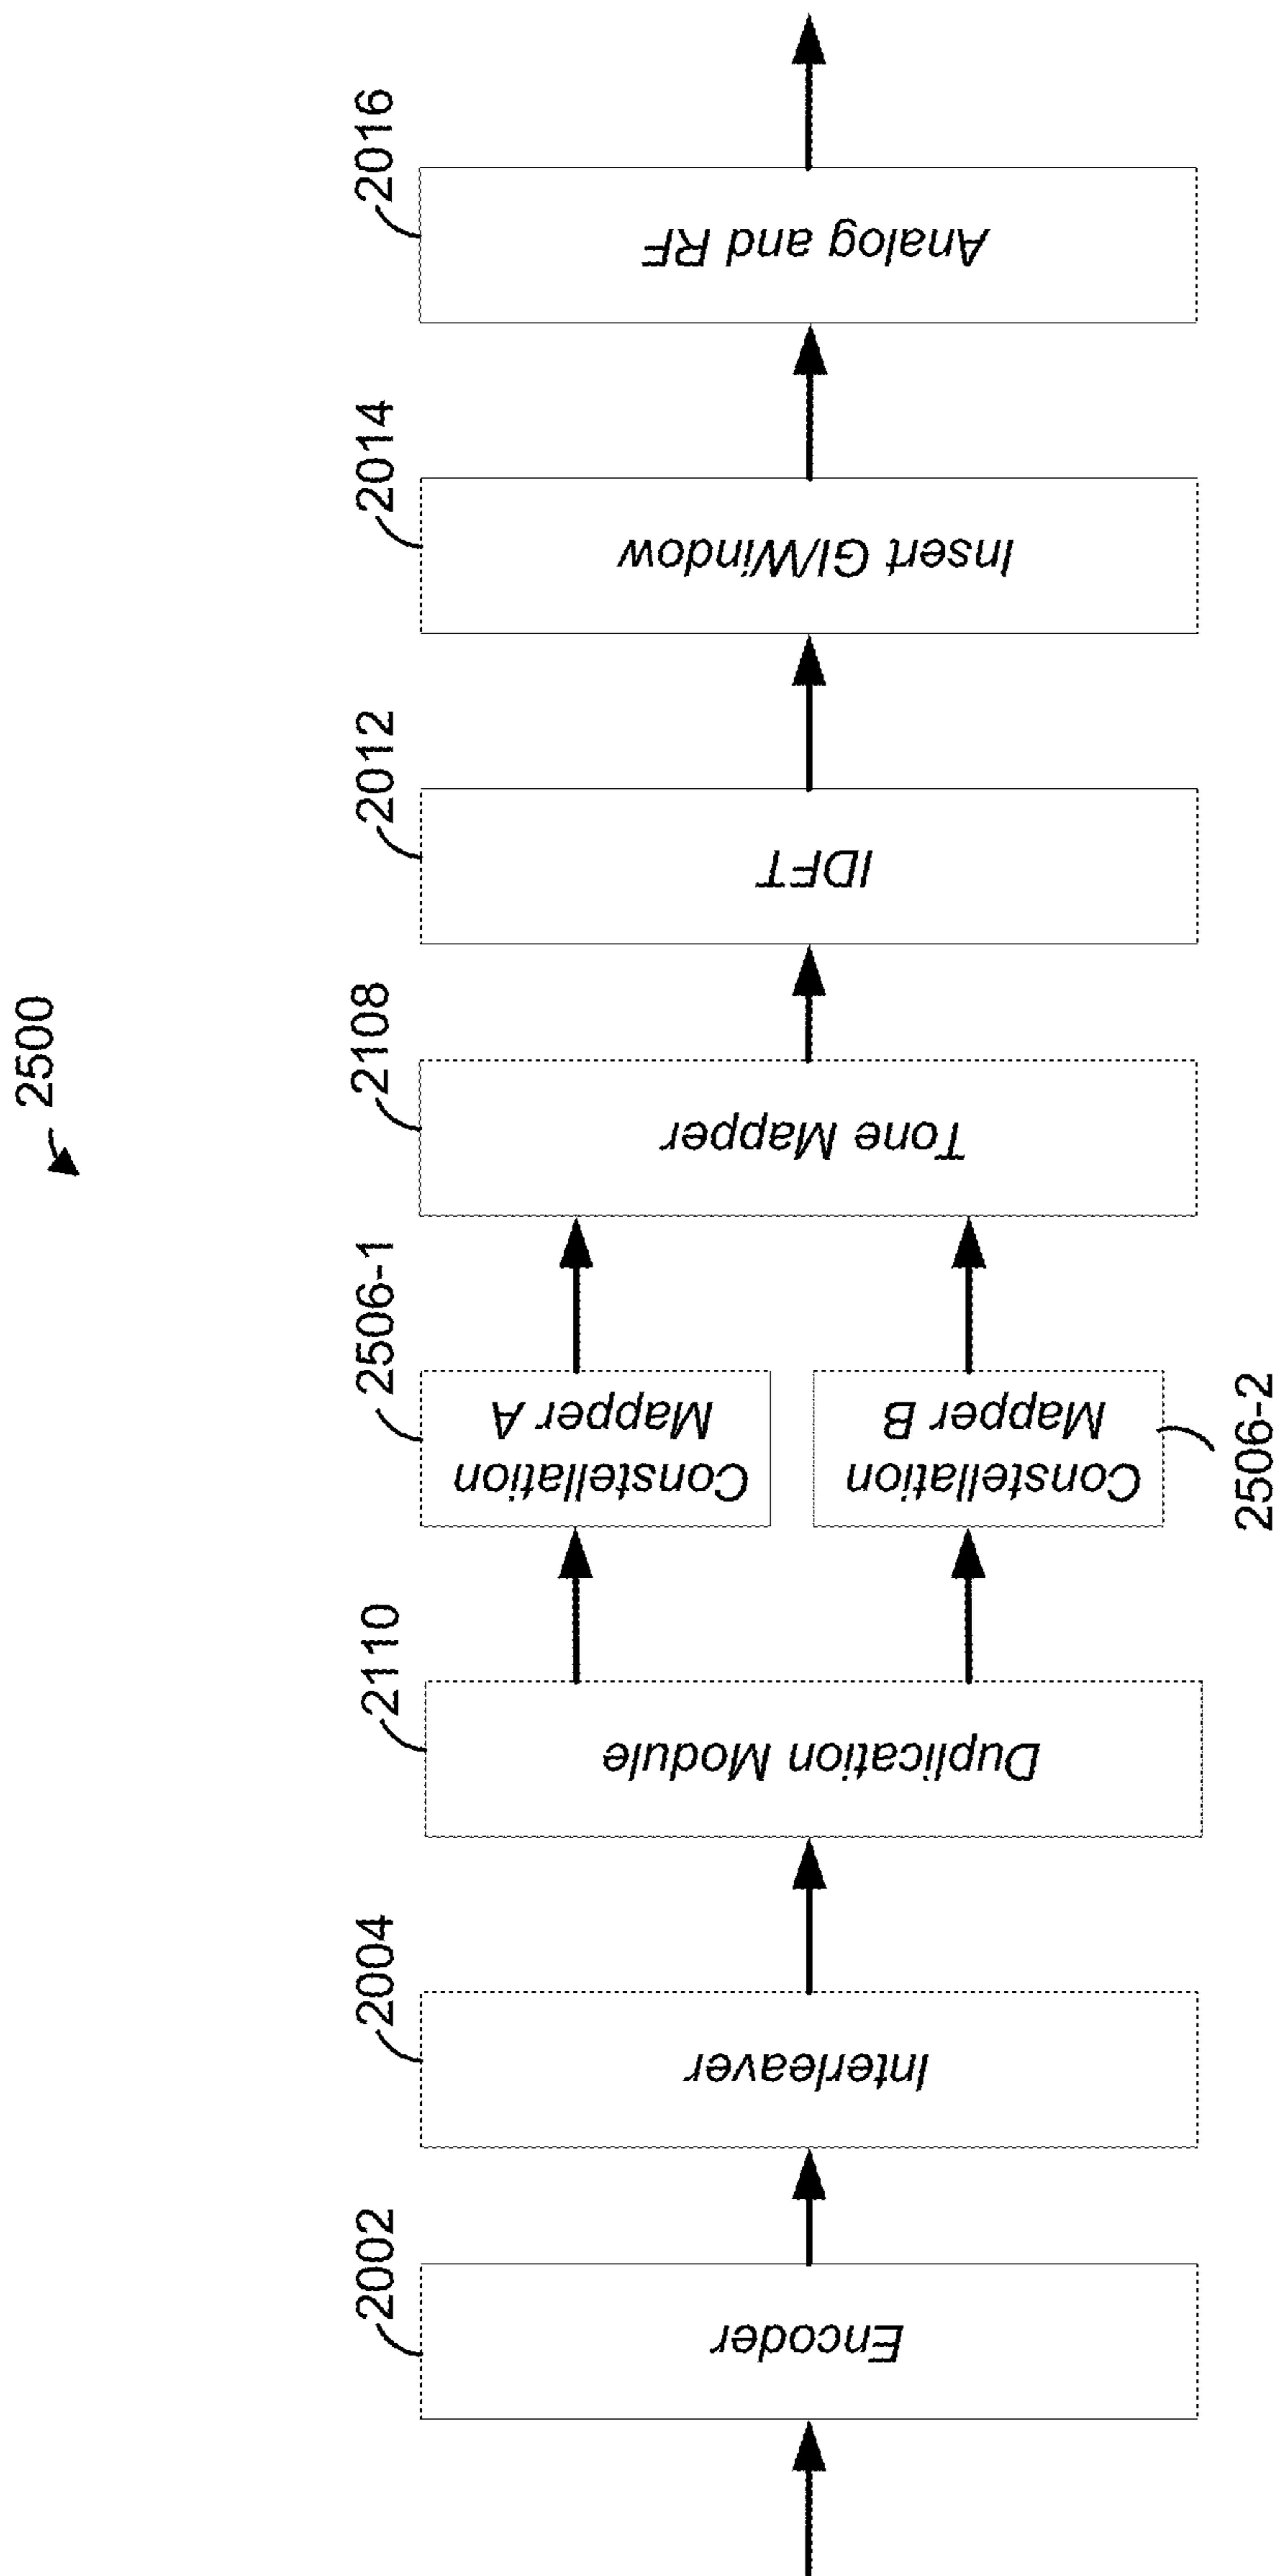 2500
2002
Encoder
2004
Interleaver
2110
Duplication Module
2506-1
Constellation
Mapper A
Constellation
Mapper B
2506-2
2108
Tone Mapper
2012
IDFT
2014
Insert GI/Window
2016
Analog and RF